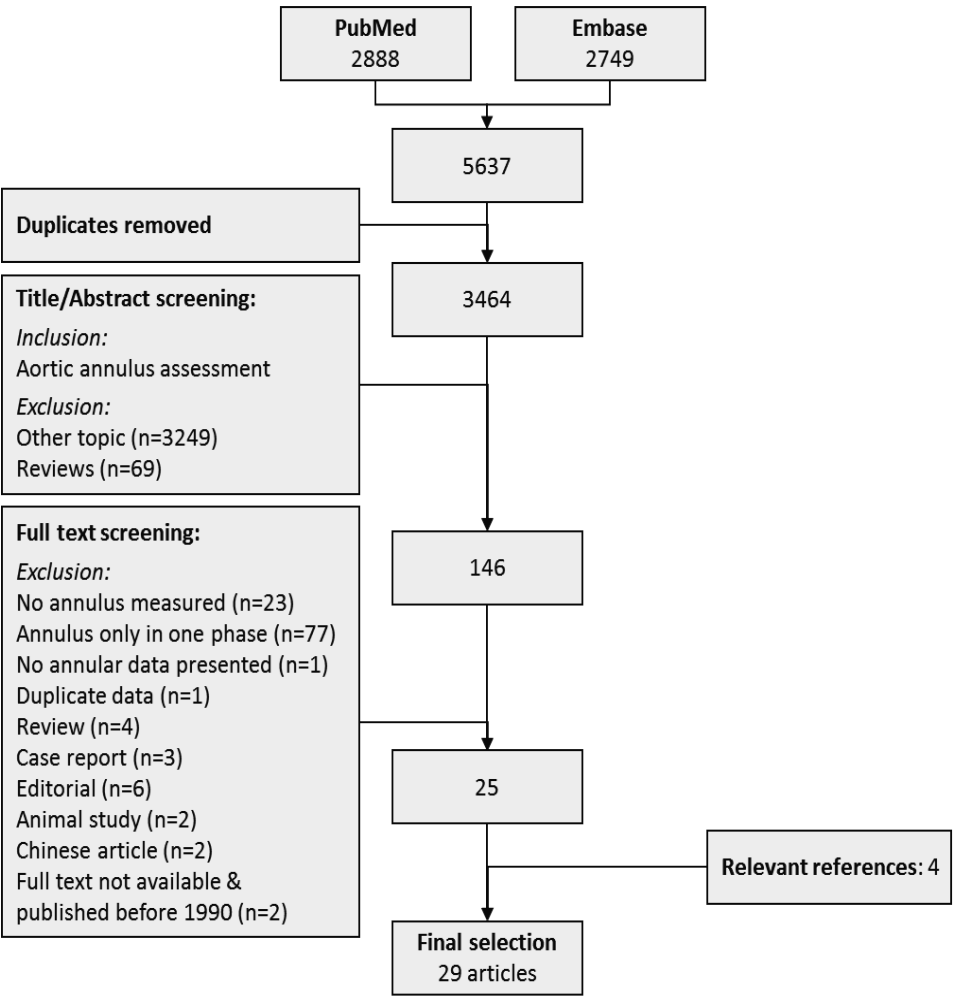 PubMed
2888
Embase
2749
5637
Duplicates removed
3464
Title/Abstract screening:
Inclusion:
Aortic annulus assessment
Exclusion:
Other topic (n=3249)
Reviews (n=69)
146
Full text screening:
Exclusion:
No annulus measured (n=23)
Annulus only in one phase (n=77)
No annular data presented (n=1)
Duplicate data (n=1)
Review (n=4)
Case report (n=3)
Editorial (n=6)
Animal study (n=2)
Chinese article (n=2)
Full text not available &
published before 1990 (n=2)
25
Relevant references: 4
Final selection
29 articles